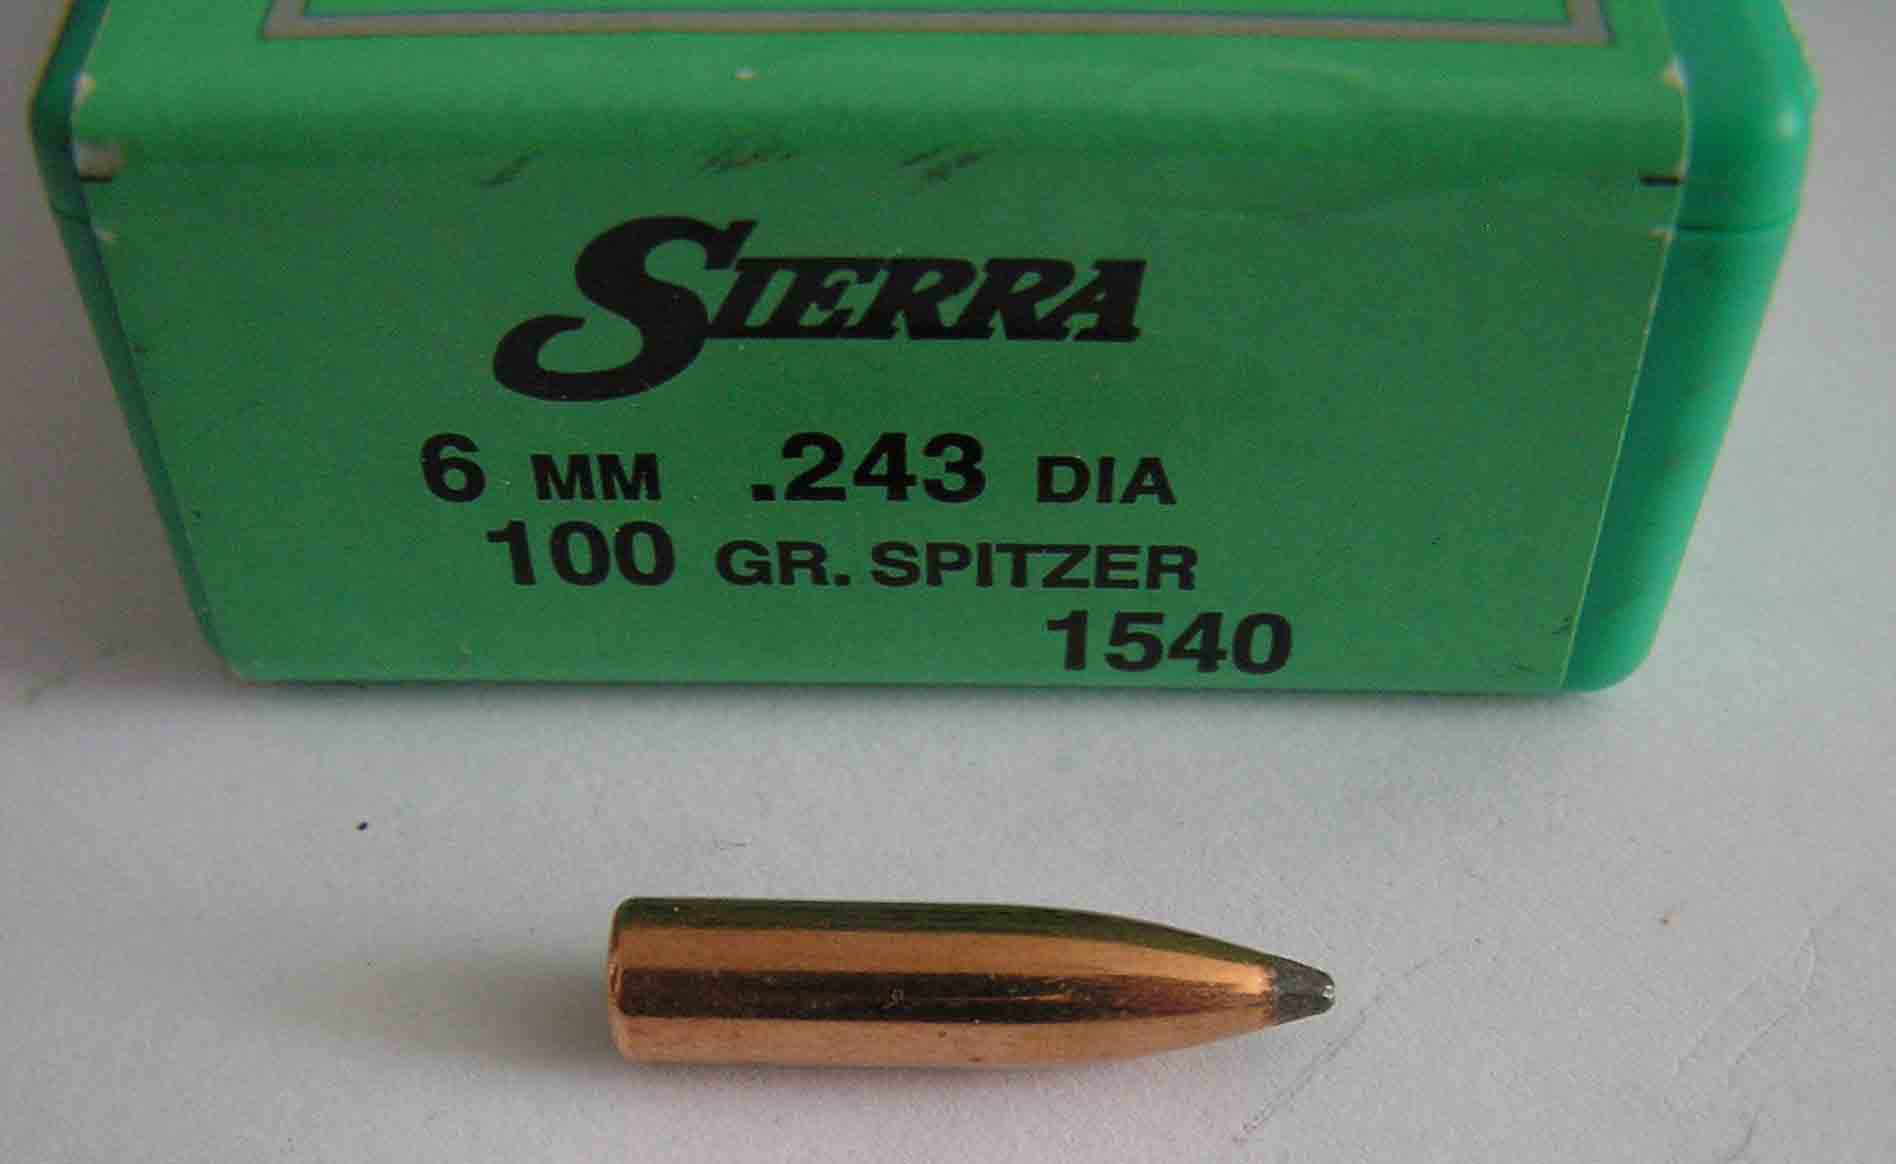 SIERRA
6 MM .243 DIA
100 GR. SPITZER
1540